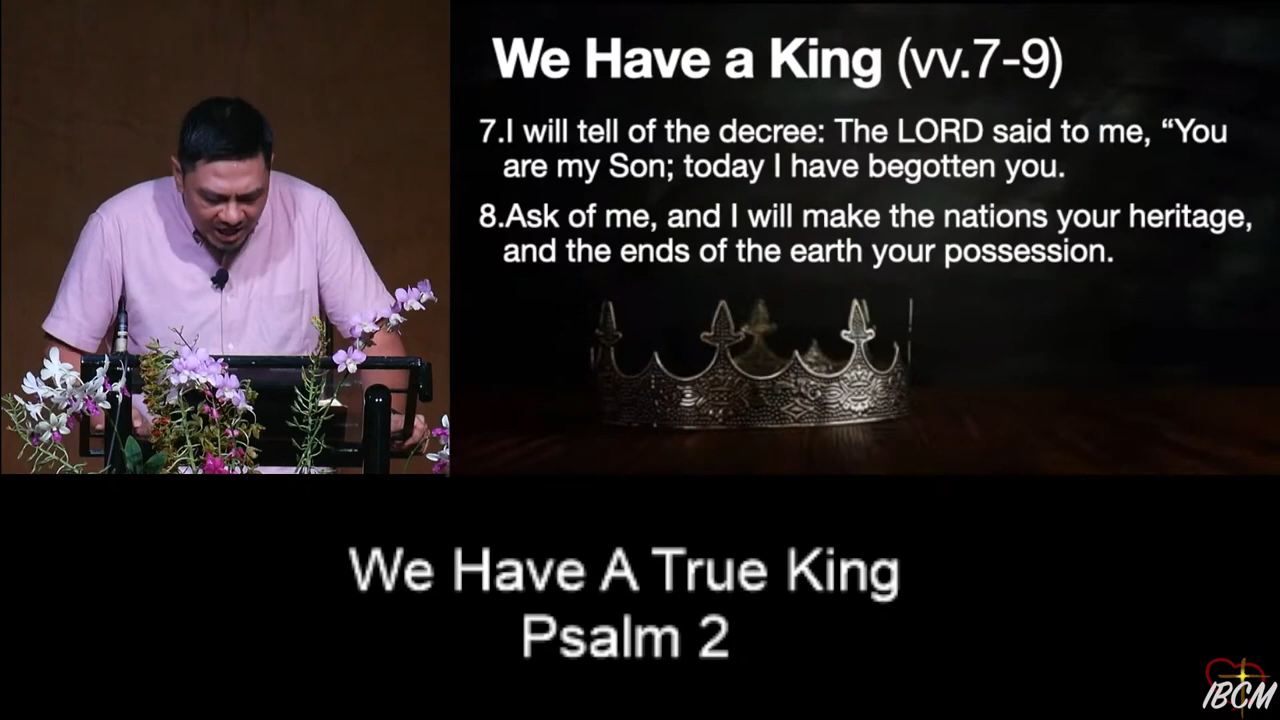 We Have a King (vv.7-9)
7.I will tell of the decree: The LORD said to me, “You
are my Son; today I have begotten you.
8.Ask of me, and I will make the nations your heritage,
and the ends of the earth your possession.
We Have A True King
Psalm 2
IBCM